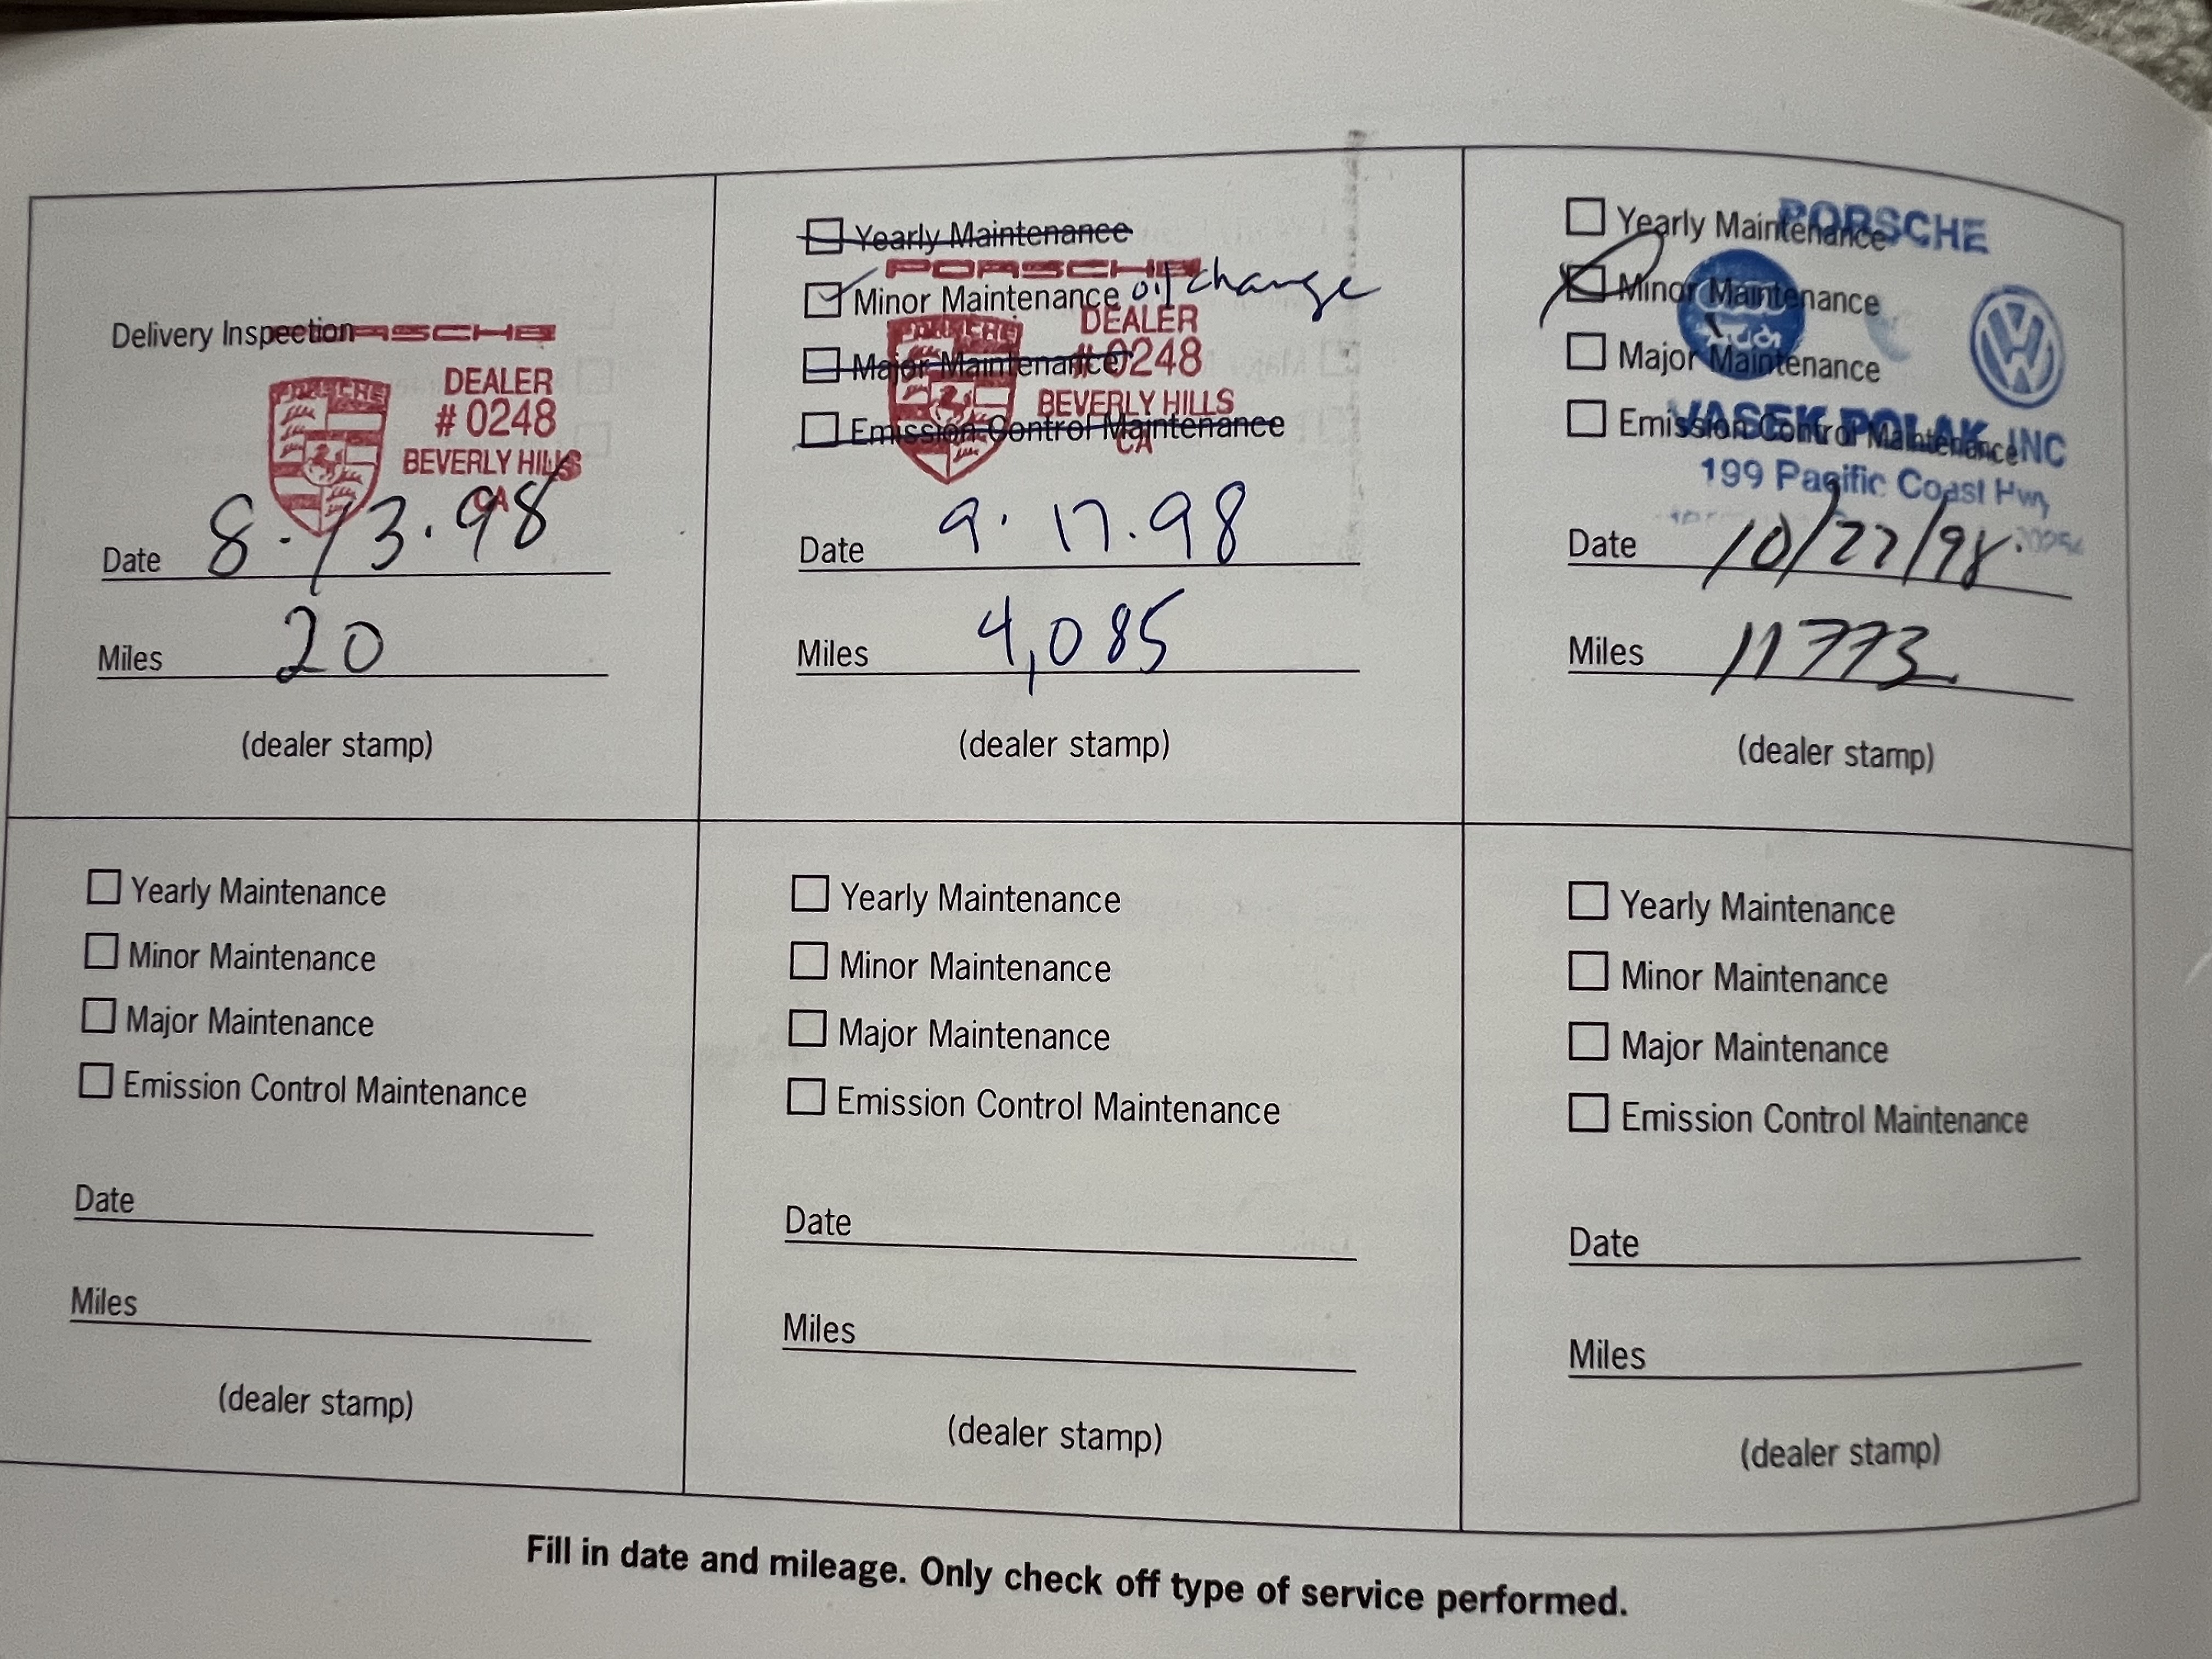 Delivery Inspection
PORSCHE
DEALER
# 0248
BEVERLY HILLS
CA
Date 8·13·98
Miles 20
(dealer stamp)
Yearly Maintenance
PORSCHE
Minor Maintenance oil change
DEALER
Major Maintenance
#0248
BEVERLY HILLS
Emission Control Maintenance
CA
Date 9·17·98
Miles 4,085
(dealer stamp)
PORSCHE
Yearly Maintenance
Minor Maintenance
Audi
Major Maintenance
VASEK POLAK, INC
Emission Control Maintenance
199 Pacific Coast Hwy
Date 10/27/98
Miles 11773
(dealer stamp)
Yearly Maintenance
Minor Maintenance
Major Maintenance
Emission Control Maintenance
Date
Miles
(dealer stamp)
Yearly Maintenance
Minor Maintenance
Major Maintenance
Emission Control Maintenance
Date
Miles
(dealer stamp)
Yearly Maintenance
Minor Maintenance
Major Maintenance
Emission Control Maintenance
Date
Miles
(dealer stamp)
Fill in date and mileage. Only check off type of service performed.